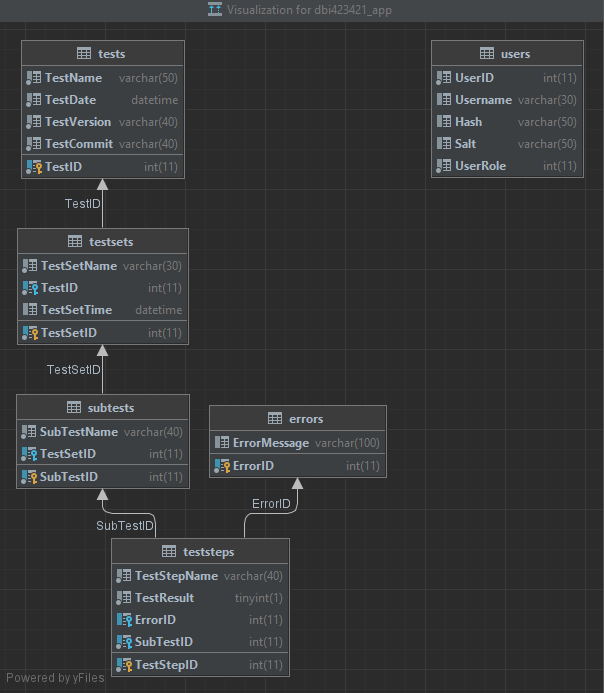 Visualization for dbi423421_app
tests
TestName varchar(50)
TestDate datetime
TestVersion varchar(40)
TestCommit varchar(40)
TestID int(11)
users
UserID int(11)
Username varchar(30)
Hash varchar(50)
Salt varchar(50)
UserRole int(11)
TestID
testsets
TestSetName varchar(30)
TestID int(11)
TestSetTime datetime
TestSetID int(11)
TestSetID
subtests
SubTestName varchar(40)
TestSetID int(11)
SubTestID int(11)
errors
ErrorMessage varchar(100)
ErrorID int(11)
SubTestID
ErrorID
teststeps
TestStepName varchar(40)
TestResult tinyint(1)
ErrorID int(11)
SubTestID int(11)
TestStepID int(11)
Powered by yFiles